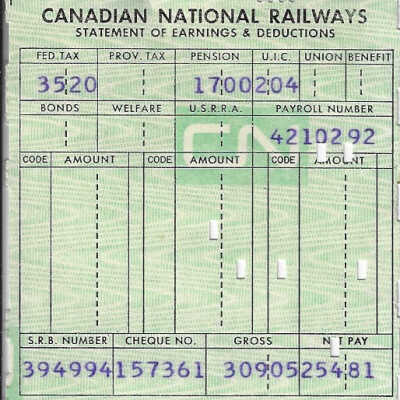 CANADIAN NATIONAL RAILWAYS
STATEMENT OF EARNINGS & DEDUCTIONS
FED. TAX PROV. TAX PENSION U.I.C. UNION BENEFIT
3520 1700 204
BONDS WELFARE U.S.R.R.A. PAYROLL NUMBER
CN 4210292
CODE AMOUNT CODE AMOUNT CODE AMOUNT
S.R.B. NUMBER CHEQUE NO. GROSS NET PAY
394994 157361 30905 25481